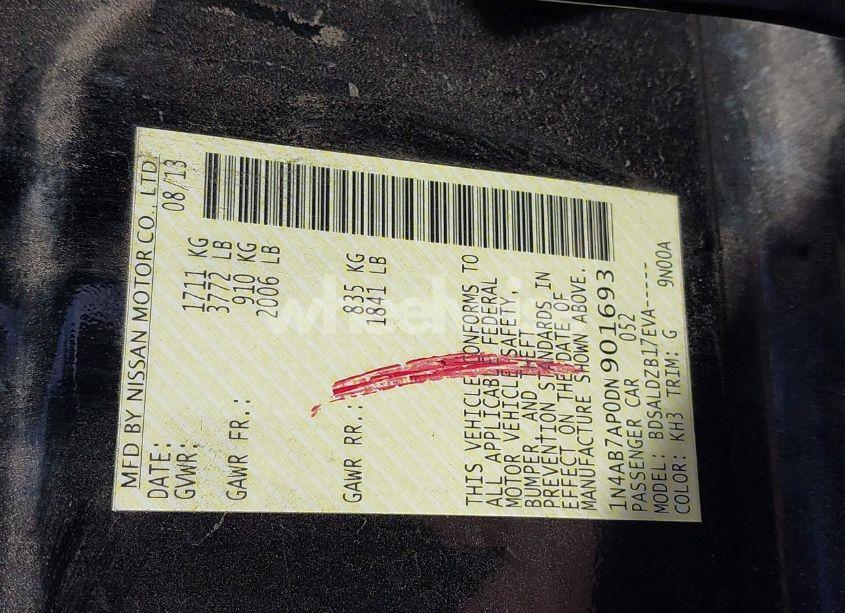 MFD BY NISSAN MOTOR CO. LTD
DATE: 08/13
GVWR: 1711 KG
3772 LB
GAWR FR.: 910 KG
2006 LB
GAWR RR.: 835 KG
1841 LB
THIS VEHICLE CONFORMS TO
ALL APPLICABLE FEDERAL
MOTOR VEHICLE SAFETY,
BUMPER AND THEFT
PREVENTION STANDARDS IN
EFFECT ON THE DATE OF
MANUFACTURE SHOWN ABOVE.
1N4AB7AP0DN901693
PASSENGER CAR 052
MODEL: BDSALDZB17EVA-----
COLOR: KH3 TRIM: G 9N00A